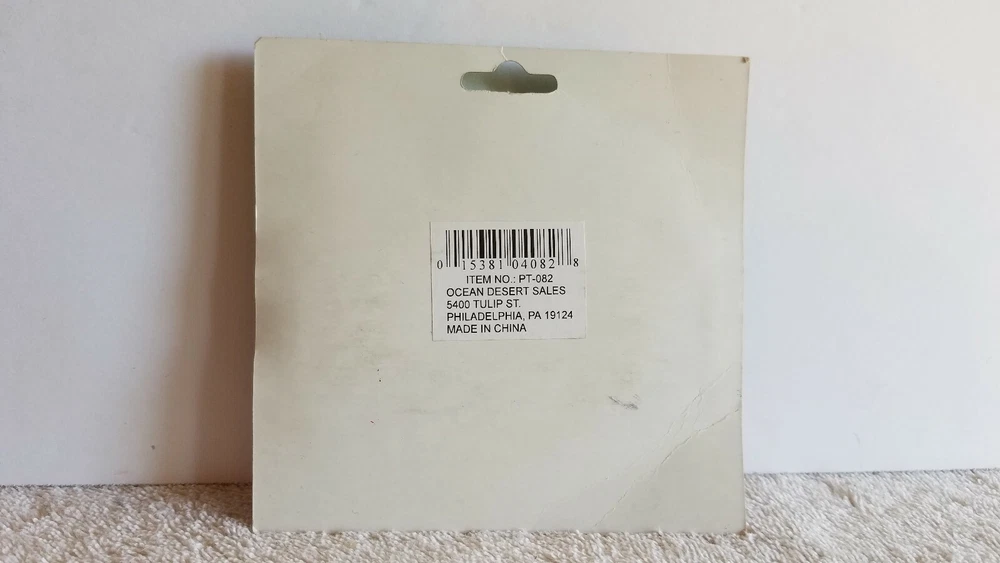 0 15381 04082 8
ITEM NO.: PT-082
OCEAN DESERT SALES
5400 TULIP ST.
PHILADELPHIA, PA 19124
MADE IN CHINA